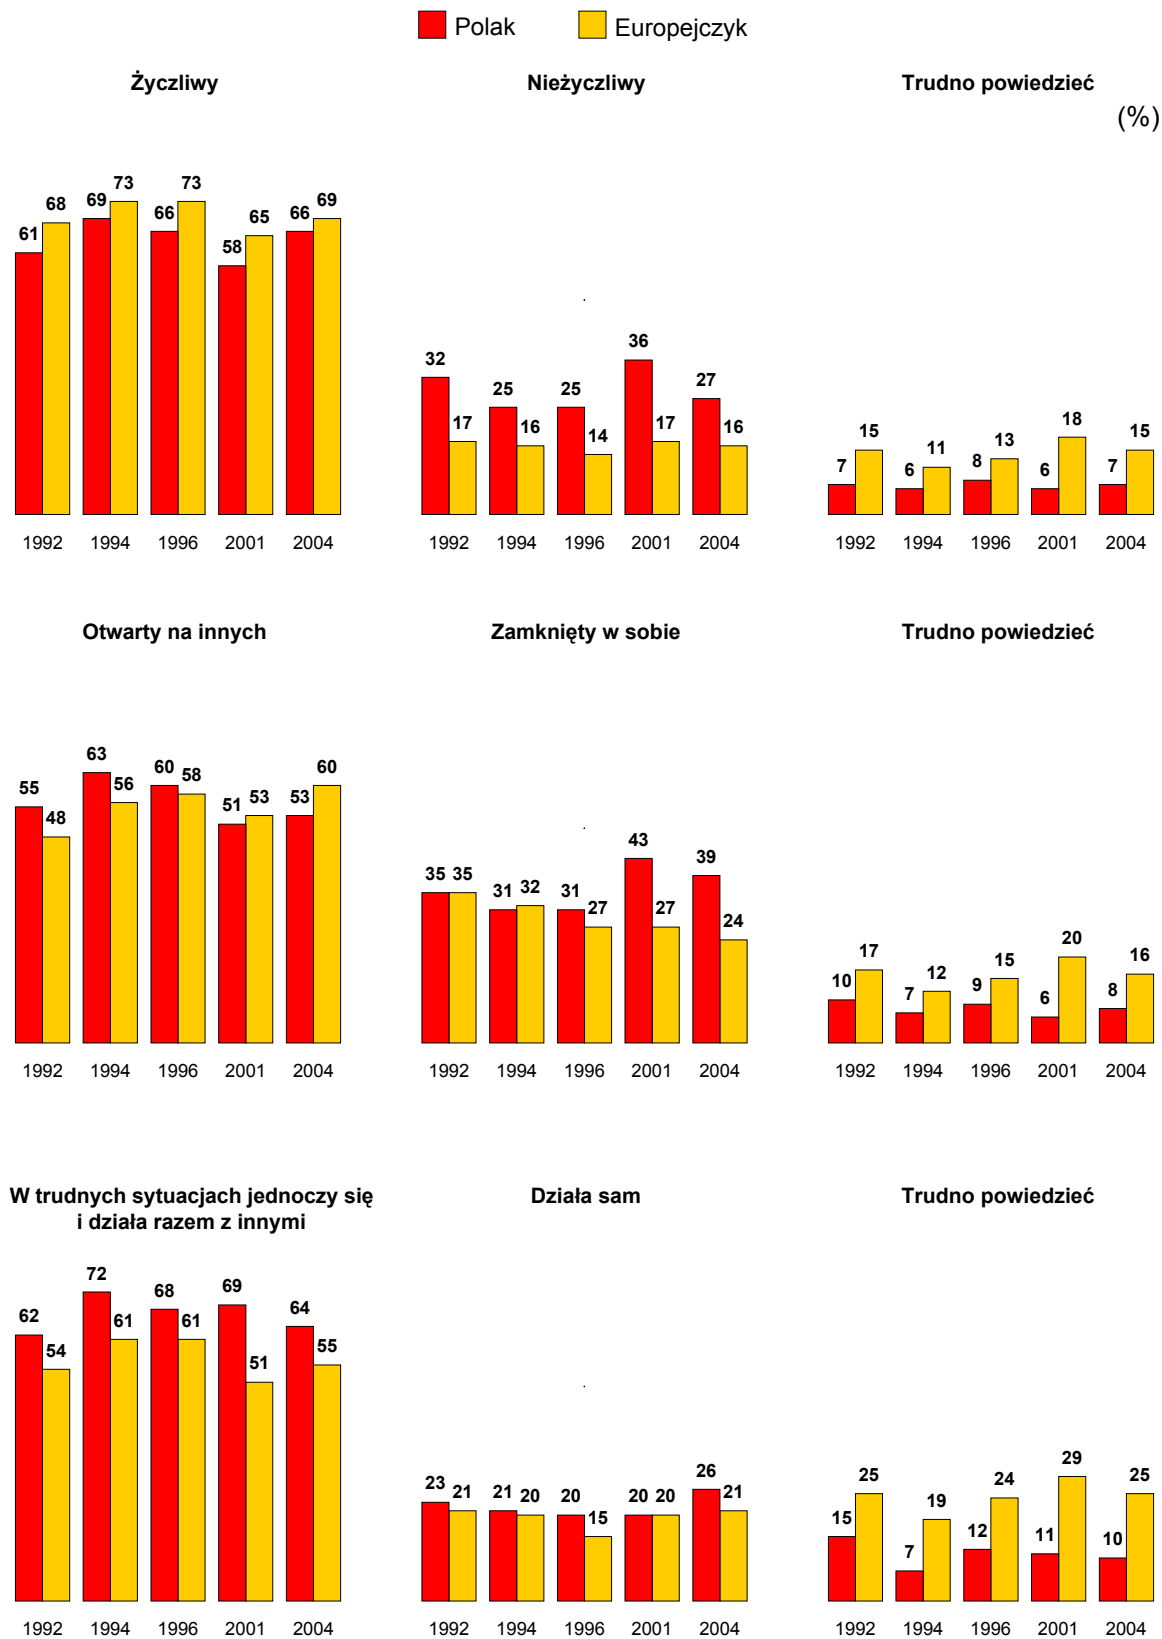 Polak Europejczyk
Życzliwy Nieżyczliwy Trudno powiedzieć
(%)
61 68 69 73 66 73 58 65 66 69
32 17 25 16 25 14 36 17 27 16
7 15 6 11 8 13 6 18 7 15
1992 1994 1996 2001 2004 1992 1994 1996 2001 2004 1992 1994 1996 2001 2004
Otwarty na innych Zamknięty w sobie Trudno powiedzieć
55 48 63 56 60 58 51 53 53 60
35 35 31 32 31 27 43 27 39 24
10 17 7 12 9 15 6 20 8 16
1992 1994 1996 2001 2004 1992 1994 1996 2001 2004 1992 1994 1996 2001 2004
W trudnych sytuacjach jednoczy się Działa sam Trudno powiedzieć
i działa razem z innymi
62 54 72 61 68 61 69 51 64 55
23 21 21 20 20 15 20 20 26 21
15 25 7 19 12 24 11 29 10 25
1992 1994 1996 2001 2004 1992 1994 1996 2001 2004 1992 1994 1996 2001 2004